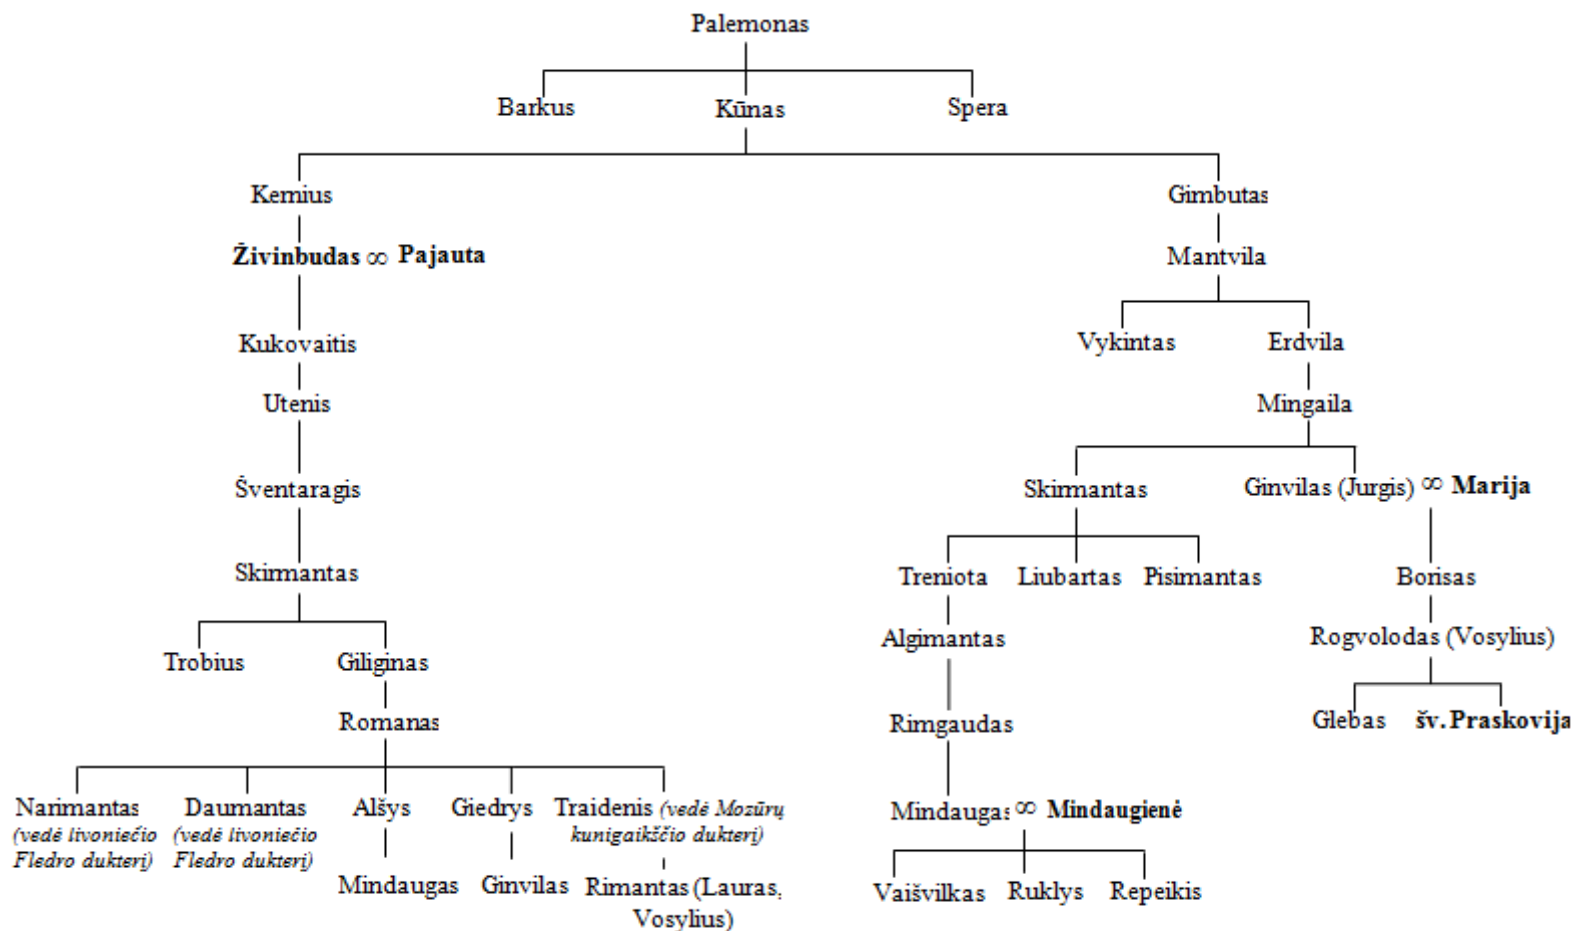 Palemonas
Barkus Kūnas Spera
Kernius Gimbutas
Živinbudas ∞ Pajauta Mantvila
Kukovaitis Vykintas Erdvila
Utenis Mingaila
Šventaragis Skirmantas Ginvilas (Jurgis) ∞ Marija
Skirmantas Treniota Liubartas Pisimantas Borisas
Trobius Giliginas Algimantas Rogvolodas (Vosylius)
Romanas Rimgaudas Glebas šv. Praskovija
Narimantas Daumantas Alšys Giedrys Traidenis (vedė Mozūrų Mindaugas ∞ Mindaugienė
(vedė livoniečio (vedė livoniečio kunigaikščio dukterį)
Fledro dukterį) Fledro dukterį)
Mindaugas Ginvilas Rimantas (Lauras, Vaišvilkas Ruklys Repeikis
Vosylius)